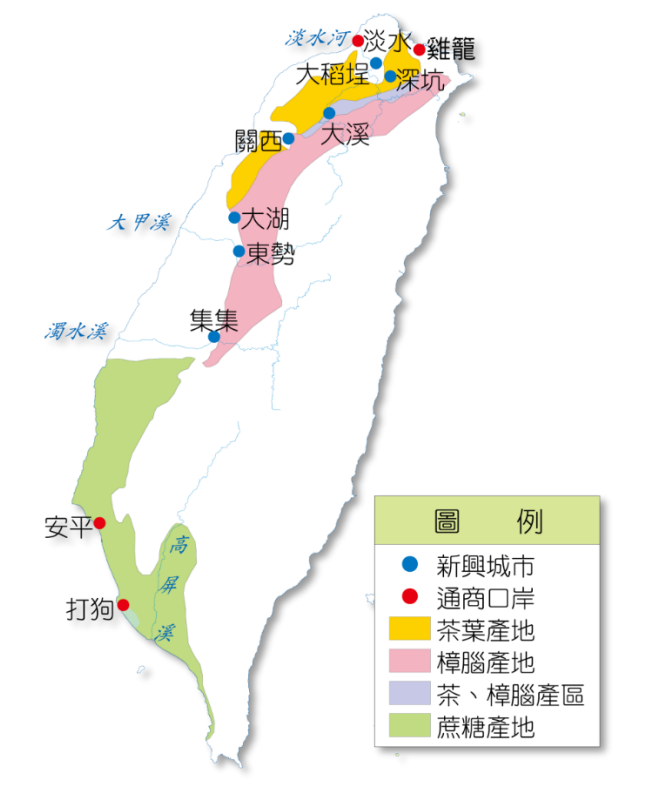 淡水河
淡水
雞籠
大稻埕
深坑
大溪
關西
大甲溪
大湖
東勢
濁水溪
集集
安平
高屏溪
打狗
圖例
新興城市
通商口岸
茶葉產地
樟腦產地
茶、樟腦產區
蔗糖產地